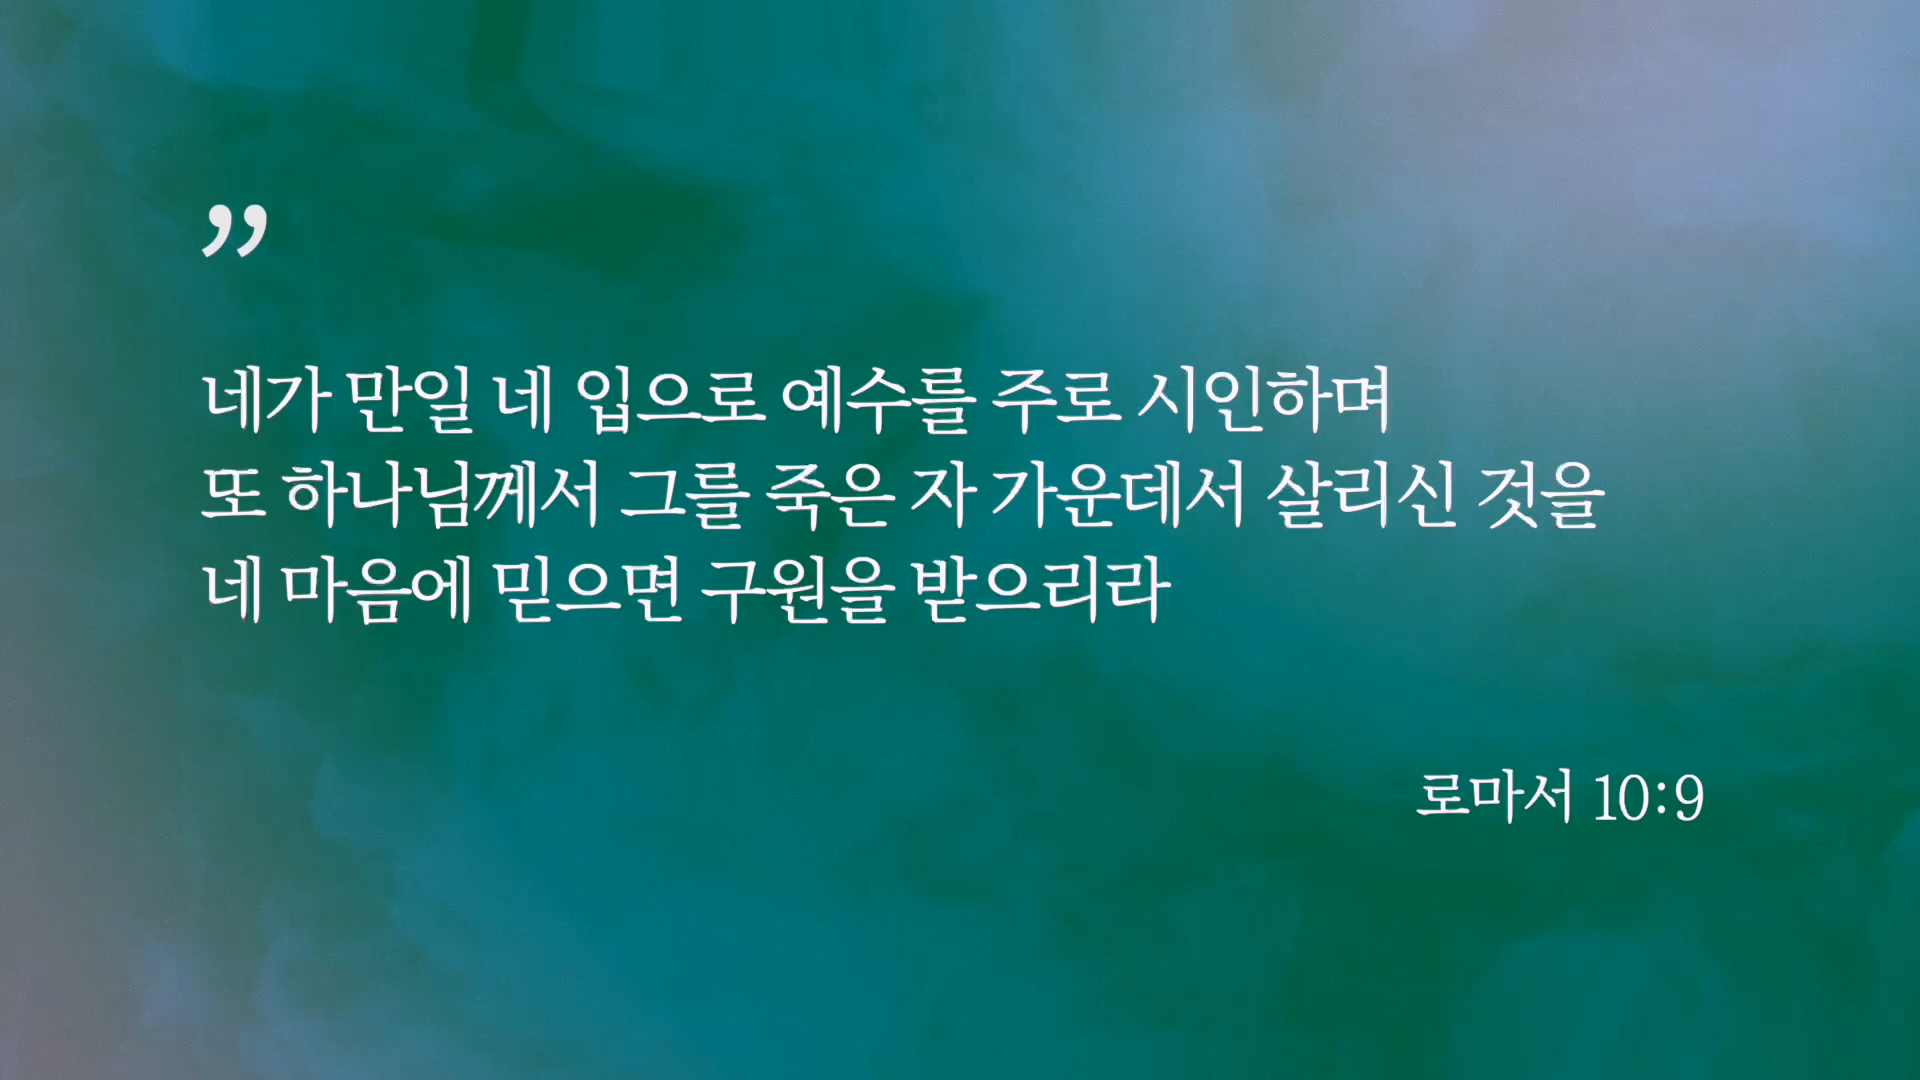 ”
네가 만일 네 입으로 예수를 주로 시인하며
또 하나님께서 그를 죽은 자 가운데서 살리신 것을
네 마음에 믿으면 구원을 받으리라
로마서 10:9